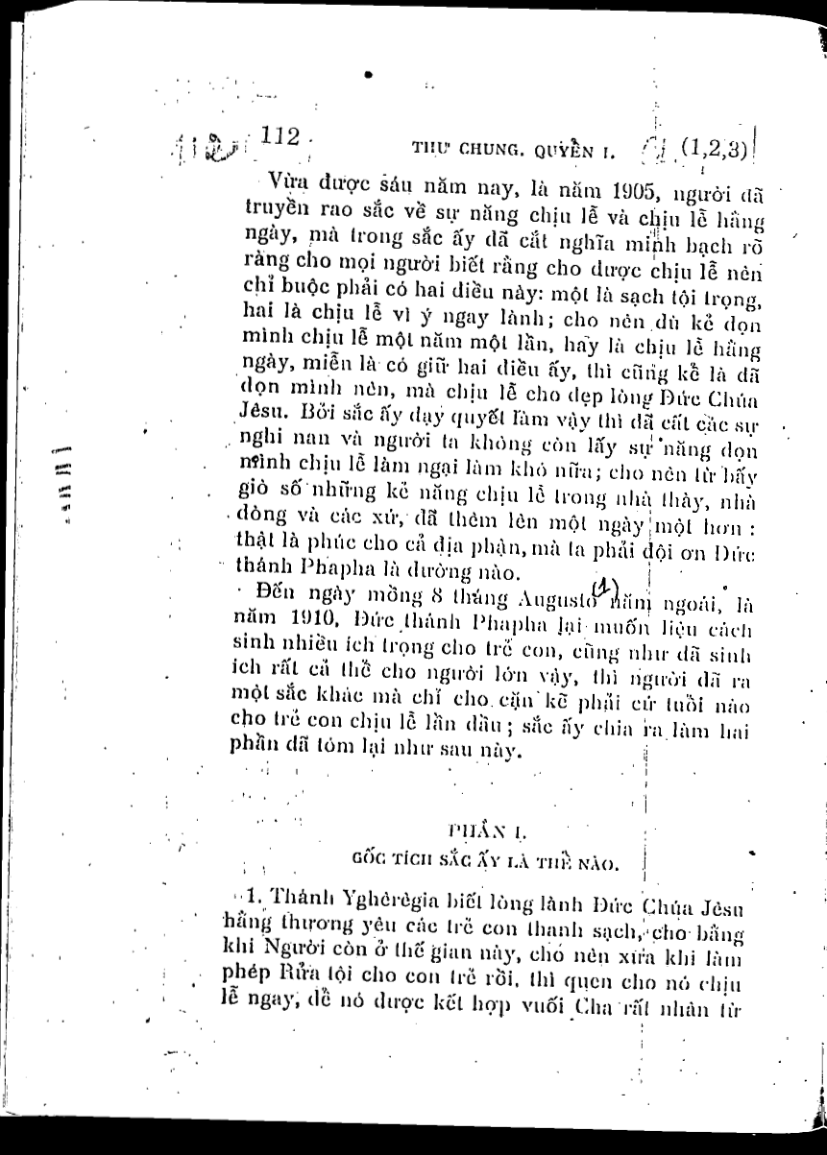 112 112 THƯ CHUNG. QUYỀN I. (1,2,3)
Vừa được sáu năm nay, là năm 1905, người đã
truyền rao sắc về sự năng chịu lễ và chịu lễ hằng
ngày, mà trong sắc ấy đã cắt nghĩa minh bạch rõ
ràng cho mọi người biết rằng cho được chịu lễ nên
chỉ buộc phải có hai điều này: một là sạch tội trọng,
hai là chịu lễ vì ý ngay lành; cho nên dù kẻ dọn
mình chịu lễ một năm một lần, hay là chịu lễ hằng
ngày, miễn là có giữ hai điều ấy, thì cũng kể là đã
dọn mình nên, mà chịu lễ cho đẹp lòng Đức Chúa
Jêsu. Bởi sắc ấy dạy quyết làm vậy thì đã cất các sự
nghi nan và người ta không còn lấy sự năng dọn
mình chịu lễ làm ngại làm khó nữa; cho nên từ bấy
giờ số những kẻ năng chịu lễ trong nhà thày, nhà
dòng và các xứ, đã thêm lên một ngày một hơn :
thật là phúc cho cả địa phận, mà ta phải đội ơn Đức
thánh Phapha là dường nào.
Đến ngày mồng 8 tháng Augustô (1) năm ngoái, là
năm 1910, Đức thánh Phapha lại muốn liệu cách
sinh nhiều ích trọng cho trẻ con, cũng như đã sinh
ích rất cả thể cho người lớn vậy, thì người đã ra
một sắc khác mà chỉ cho cặn kẽ phải cứ tuổi nào
cho trẻ con chịu lễ lần đầu; sắc ấy chia ra làm hai
phần đã tóm lại như sau này.
PHẦN I.
GỐC TÍCH SẮC ẤY LÀ THỂ NÀO.
1. Thánh Yghêrêgia biết lòng lành Đức Chúa Jêsu
hằng thương yêu các trẻ con thanh sạch, cho bằng
khi Người còn ở thế gian này, cho nên xưa khi làm
phép Rửa tội cho con trẻ rồi, thì quen cho nó chịu
lễ ngay, để nó được kết hợp vuối Cha rất nhân từ